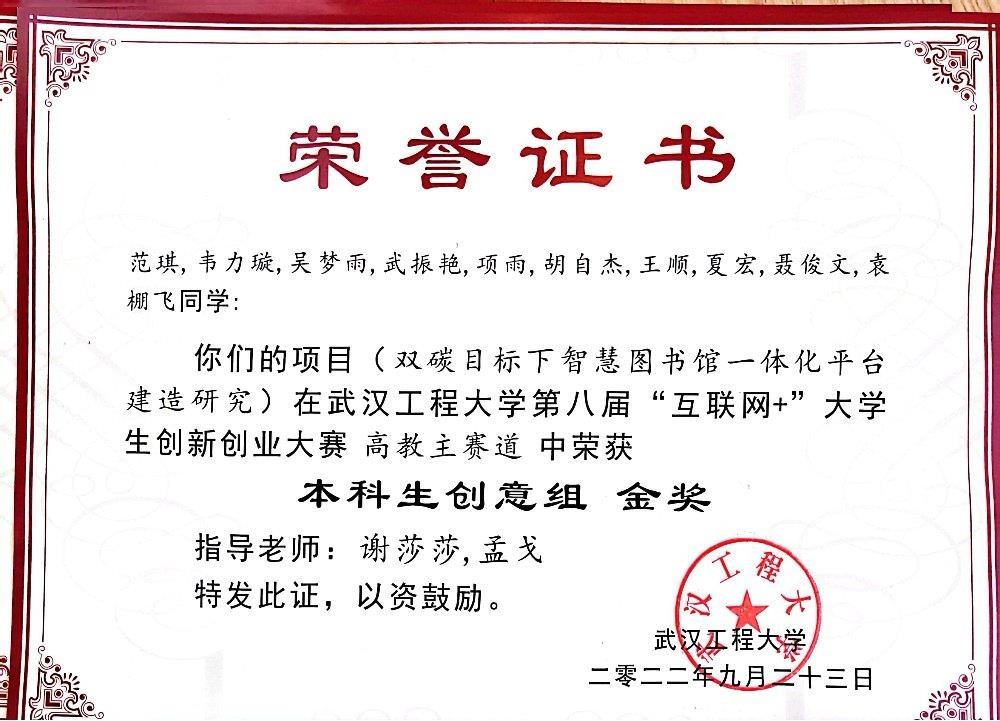 荣誉证书
范琪,韦力璇,吴梦雨,武振艳,项雨,胡自杰,王顺,夏宏,聂俊文,袁
棚飞同学:
你们的项目（双碳目标下智慧图书馆一体化平台
建造研究）在武汉工程大学第八届“互联网+”大学
生创新创业大赛 高教主赛道 中荣获
本科生创意组 金奖
指导老师：谢莎莎,孟戈
特发此证，以资鼓励。
武汉工程大学
武汉工程大学
二零二二年九月二十三日